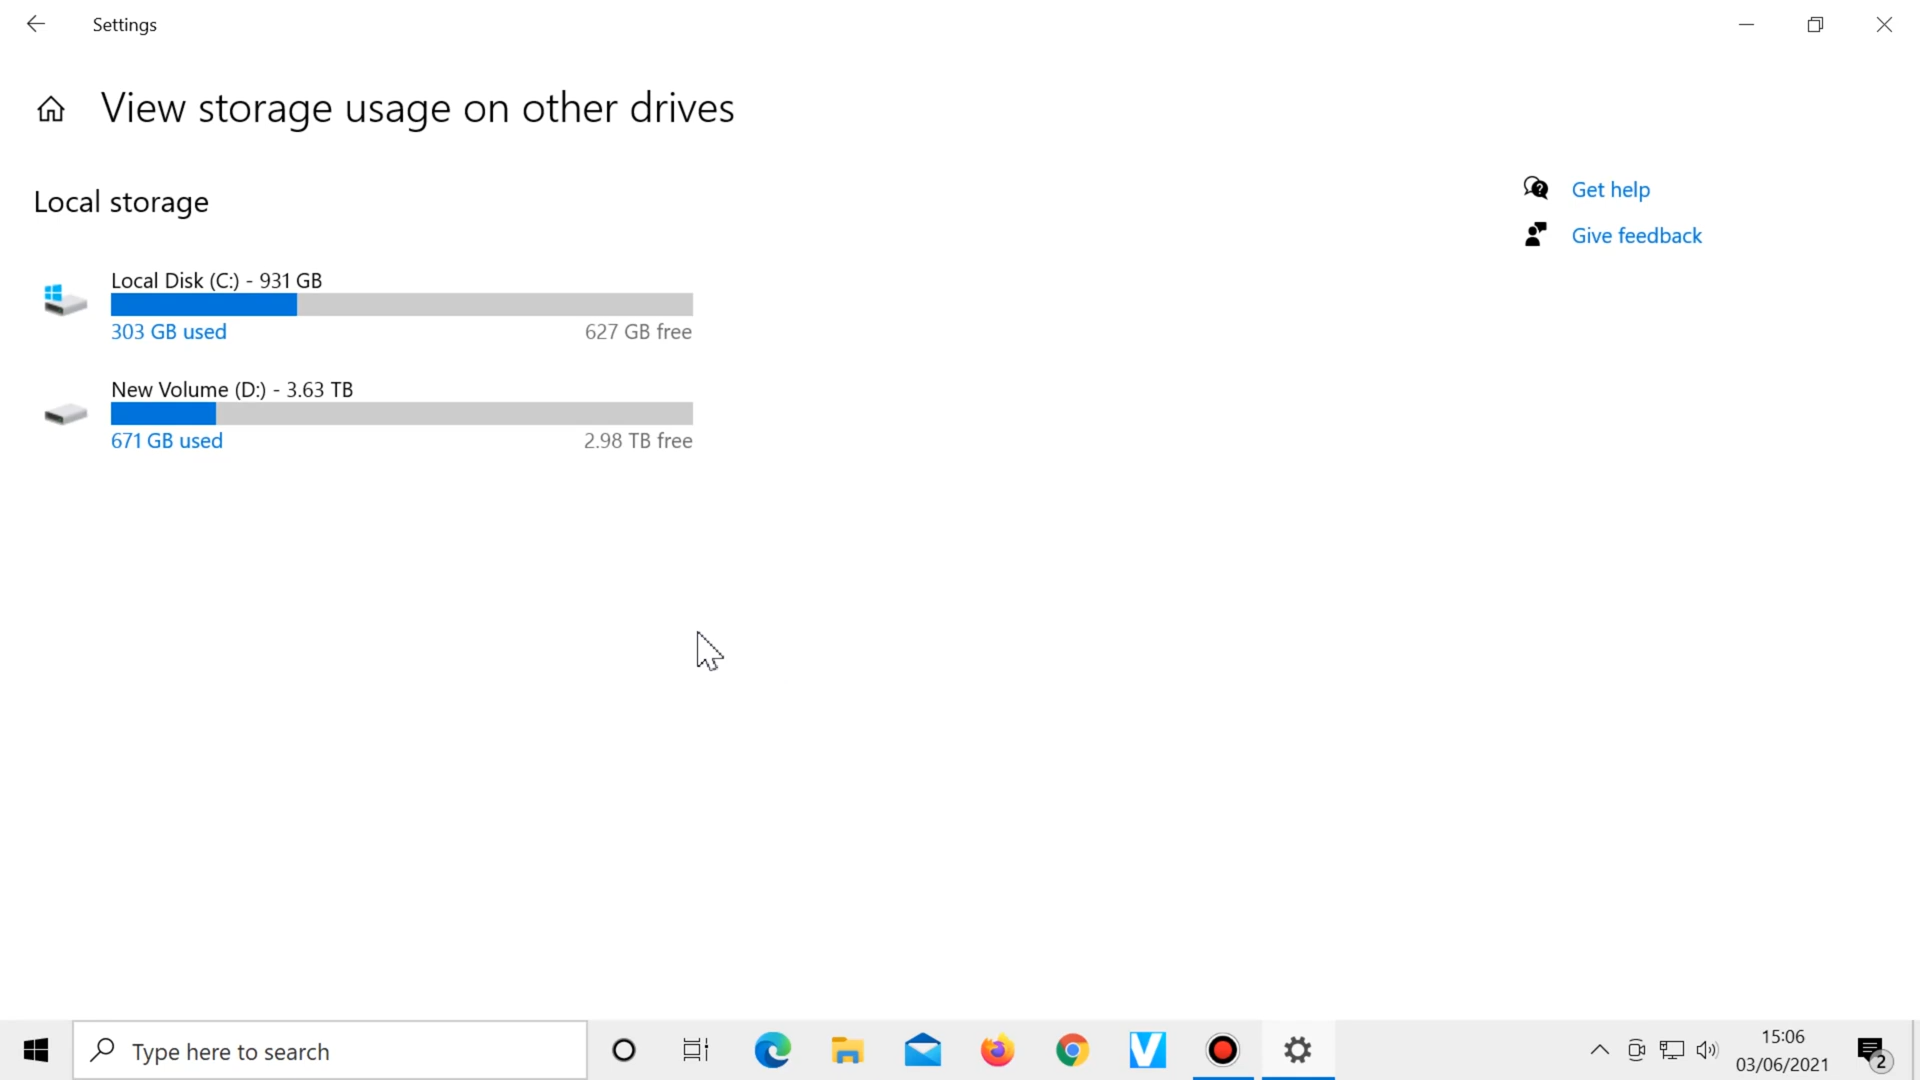 Settings
View storage usage on other drives
Local storage
Local Disk (C:) - 931 GB
303 GB used 627 GB free
New Volume (D:) - 3.63 TB
671 GB used 2.98 TB free
Get help
Give feedback
Type here to search
15:06
03/06/2021
2